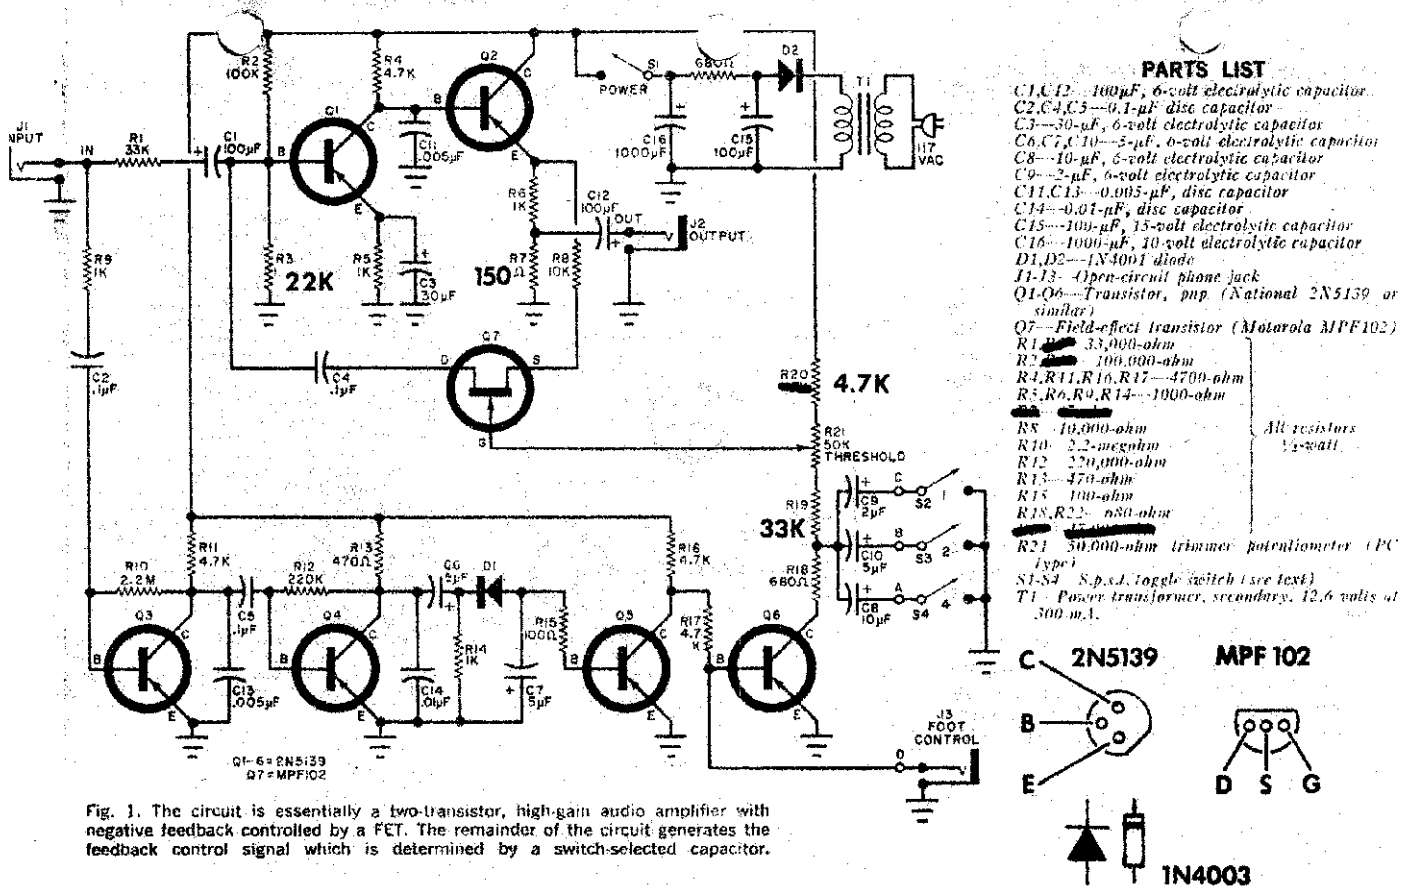 R2
100K
R4
4.7K
Q2
C
B
E
Q1
C
B
E
C11
.005µF
J1
INPUT
IN
R1
33K
C1
100µF
+
S1
POWER
680Ω
D2
T1
C16
1000µF
C15
100µF
117
VAC
R6
1K
C12
100µF
OUT
J2
OUTPUT
R9
1K
R3
22K
R5
1K
C3
30µF
150
R7
Ω
R8
10K
C2
.1µF
C4
.1µF
Q7
D
S
G
R20
4.7K
R21
50K
THRESHOLD
R19
33K
C9
2µF
C
S2
1
C10
5µF
B
S3
2
C8
10µF
A
S4
4
R18
680Ω
R10
2.2M
R11
4.7K
C5
.1µF
R12
220K
R13
470Ω
C6
5µF
D1
R16
4.7K
Q3
C
B
E
C13
.005µF
Q4
C
B
E
C14
.01µF
R14
1K
C7
5µF
R15
100Ω
Q5
C
B
E
R17
4.7
K
Q6
C
B
E
D
J3
FOOT
CONTROL
Q1-6=2N5139
Q7=MPF102
Fig. 1. The circuit is essentially a two-transistor, high-gain audio amplifier with
negative feedback controlled by a FET. The remainder of the circuit generates the
feedback control signal which is determined by a switch-selected capacitor.
PARTS LIST
C1,C12—100µF, 6-volt electrolytic capacitor
C2,C4,C5—0.1-µF disc capacitor
C3—30-µF, 6-volt electrolytic capacitor
C6,C7,C10—5-µF, 6-volt electrolytic capacitor
C8—10-µF, 6-volt electrolytic capacitor
C9—2-µF, 6-volt electrolytic capacitor
C11,C13—0.005-µF, disc capacitor
C14—0.01-µF, disc capacitor
C15—100-µF, 15-volt electrolytic capacitor
C16—1000-µF, 10-volt electrolytic capacitor
D1,D2—1N4001 diode
J1-J3—Open-circuit phone jack
Q1-Q6—Transistor, pnp (National 2N5139 or
similar)
Q7—Field-effect transistor (Motorola MPF102)
R1, 33,000-ohm
R2, 100,000-ohm
R4,R11,R16,R17—4700-ohm
R5,R6,R9,R14—1000-ohm
R8 10,000-ohm
R10 2.2-megohm
R12 220,000-ohm
R13—470-ohm
R15 100-ohm
R18,R22—680-ohm
All resistors
½-watt
R21 50,000-ohm trimmer potentiometer (PC
type)
S1-S4 S.p.s.t. toggle switch (see text)
T1 Power transformer, secondary, 12.6 volts at
300 mA.
C
2N5139
MPF 102
B
E
D S G
1N4003